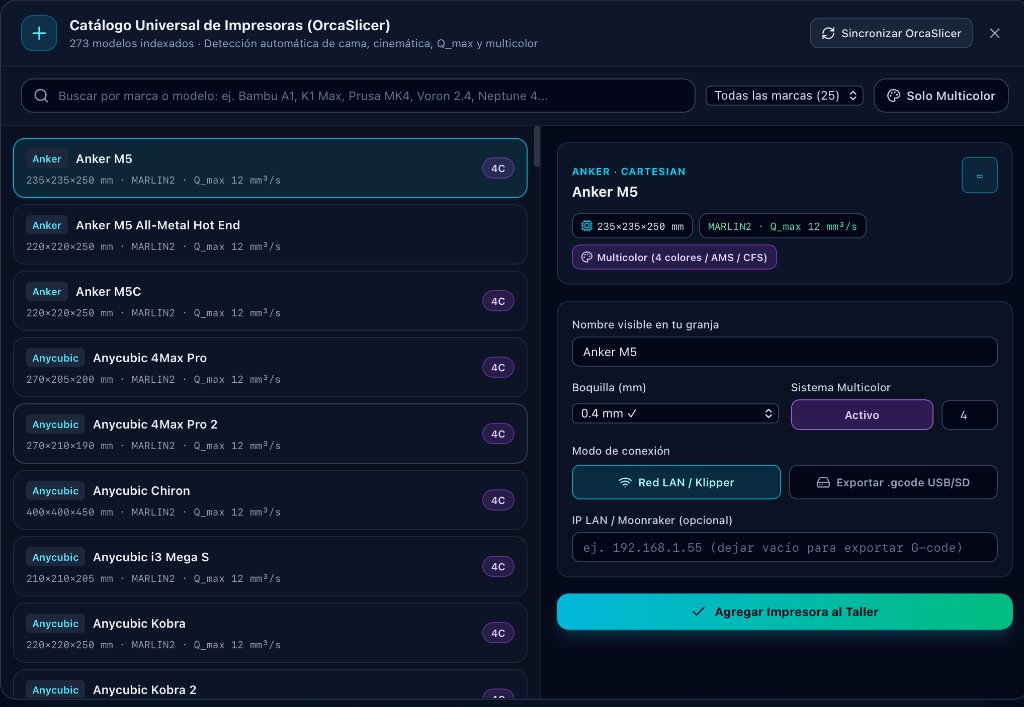 Catálogo Universal de Impresoras (OrcaSlicer)
273 modelos indexados · Detección automática de cama, cinemática, Q_max y multicolor
Sincronizar OrcaSlicer
Buscar por marca o modelo: ej. Bambu A1, K1 Max, Prusa MK4, Voron 2.4, Neptune 4...
Todas las marcas (25)
Solo Multicolor
Anker Anker M5
235×235×250 mm · MARLIN2 · Q_max 12 mm³/s
4C
Anker Anker M5 All-Metal Hot End
220×220×250 mm · MARLIN2 · Q_max 12 mm³/s
Anker Anker M5C
220×220×250 mm · MARLIN2 · Q_max 12 mm³/s
4C
Anycubic Anycubic 4Max Pro
270×205×200 mm · MARLIN2 · Q_max 12 mm³/s
4C
Anycubic Anycubic 4Max Pro 2
270×210×190 mm · MARLIN2 · Q_max 12 mm³/s
4C
Anycubic Anycubic Chiron
400×400×450 mm · MARLIN2 · Q_max 12 mm³/s
4C
Anycubic Anycubic i3 Mega S
210×210×205 mm · MARLIN2 · Q_max 12 mm³/s
4C
Anycubic Anycubic Kobra
220×220×250 mm · MARLIN2 · Q_max 12 mm³/s
4C
Anycubic Anycubic Kobra 2
4C
ANKER · CARTESIAN
Anker M5
235×235×250 mm
MARLIN2 · Q_max 12 mm³/s
Multicolor (4 colores / AMS / CFS)
Nombre visible en tu granja
Anker M5
Boquilla (mm)
Sistema Multicolor
0.4 mm ✓
Activo
4
Modo de conexión
Red LAN / Klipper
Exportar .gcode USB/SD
IP LAN / Moonraker (opcional)
ej. 192.168.1.55 (dejar vacío para exportar G-code)
Agregar Impresora al Taller